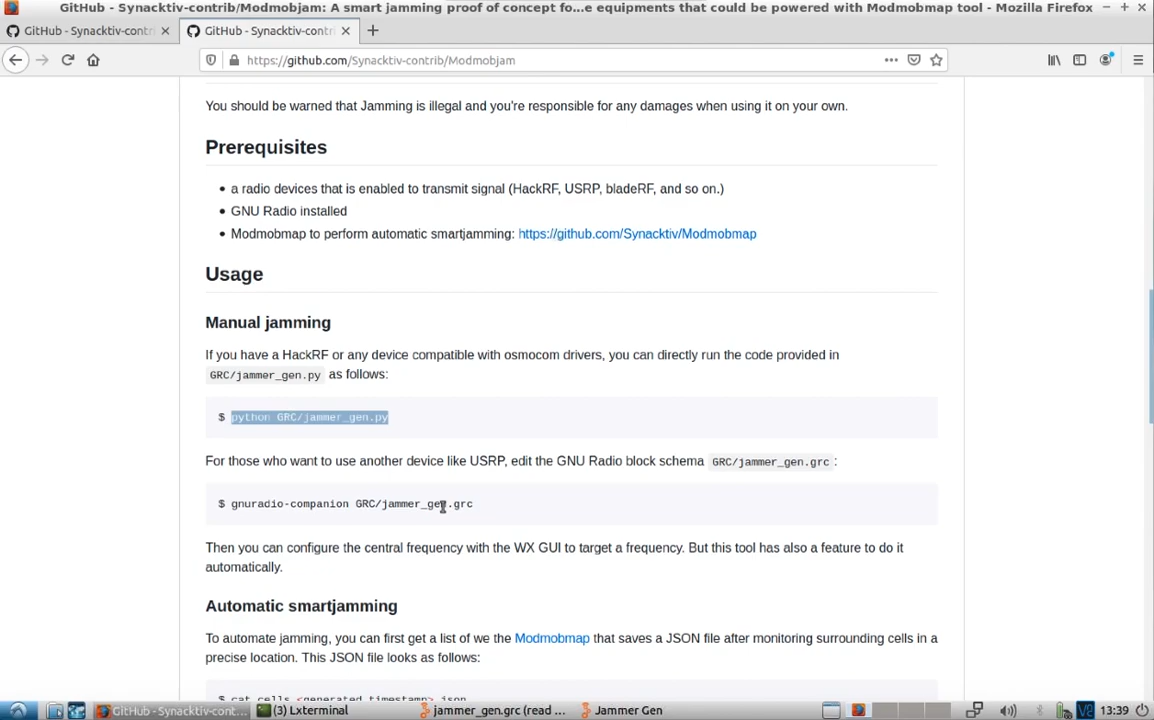 GitHub - Synacktiv-contrib/Modmobjam: A smart jamming proof of concept fo...e equipments that could be powered with Modmobmap tool - Mozilla Firefox
GitHub - Synacktiv-contri
GitHub - Synacktiv-contri
https://github.com/Synacktiv-contrib/Modmobjam
You should be warned that Jamming is illegal and you're responsible for any damages when using it on your own.
Prerequisites
• a radio devices that is enabled to transmit signal (HackRF, USRP, bladeRF, and so on.)
• GNU Radio installed
• Modmobmap to perform automatic smartjamming: https://github.com/Synacktiv/Modmobmap
Usage
Manual jamming
If you have a HackRF or any device compatible with osmocom drivers, you can directly run the code provided in
GRC/jammer_gen.py as follows:
$ python GRC/jammer_gen.py
For those who want to use another device like USRP, edit the GNU Radio block schema GRC/jammer_gen.grc :
$ gnuradio-companion GRC/jammer_gen.grc
Then you can configure the central frequency with the WX GUI to target a frequency. But this tool has also a feature to do it
automatically.
Automatic smartjamming
To automate jamming, you can first get a list of we the Modmobmap that saves a JSON file after monitoring surrounding cells in a
precise location. This JSON file looks as follows:
$ cat cells_<generated_timestamp>.json
GitHub - Synacktiv-cont...
(3) Lxterminal
jammer_gen.grc (read ...
Jammer Gen
13:39